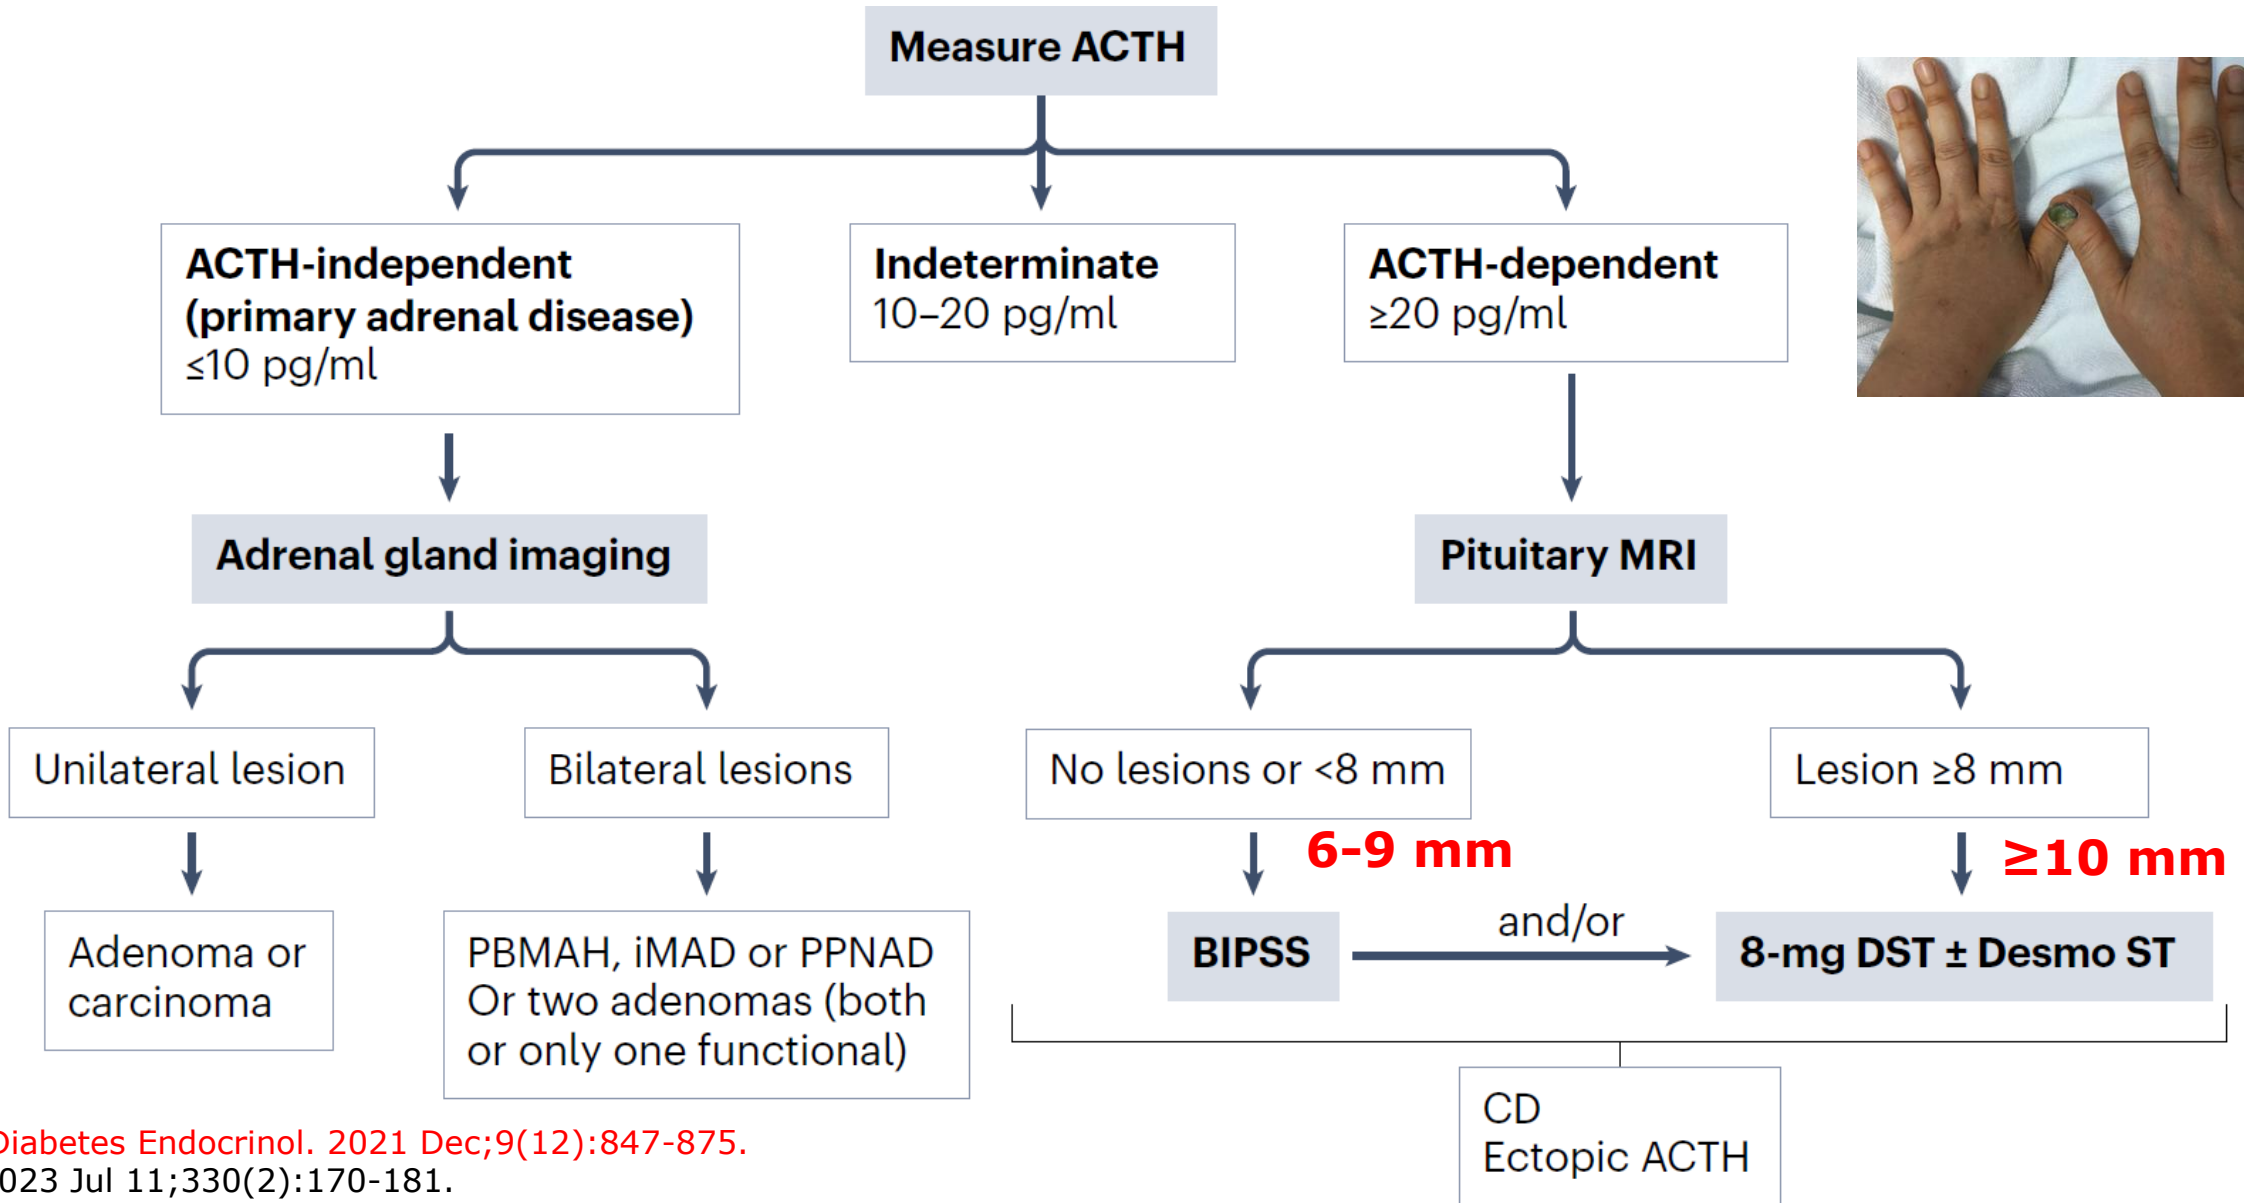 Measure ACTH
ACTH-independent
(primary adrenal disease)
≤10 pg/ml
Indeterminate
10–20 pg/ml
ACTH-dependent
≥20 pg/ml
Adrenal gland imaging
Pituitary MRI
Unilateral lesion
Bilateral lesions
No lesions or <8 mm
Lesion ≥8 mm
6-9 mm
≥10 mm
Adenoma or
carcinoma
PBMAH, iMAD or PPNAD
Or two adenomas (both
or only one functional)
BIPSS
and/or
8-mg DST ± Desmo ST
CD
Ectopic ACTH
Diabetes Endocrinol. 2021 Dec;9(12):847-875.
023 Jul 11;330(2):170-181.